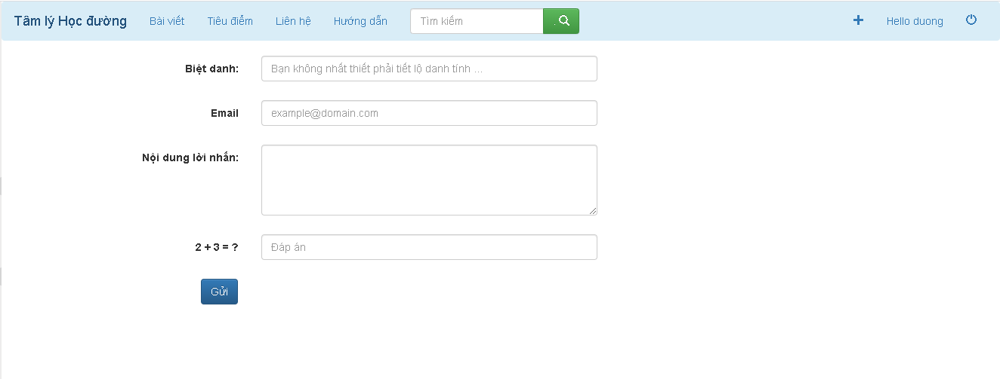 Tâm lý Học đường Bài viết Tiêu điểm Liên hệ Hướng dẫn Tìm kiếm . + Hello duong
Biệt danh: Bạn không nhất thiết phải tiết lộ danh tính ...
Email example@domain.com
Nội dung lời nhắn:
2 + 3 = ? Đáp án
Gửi